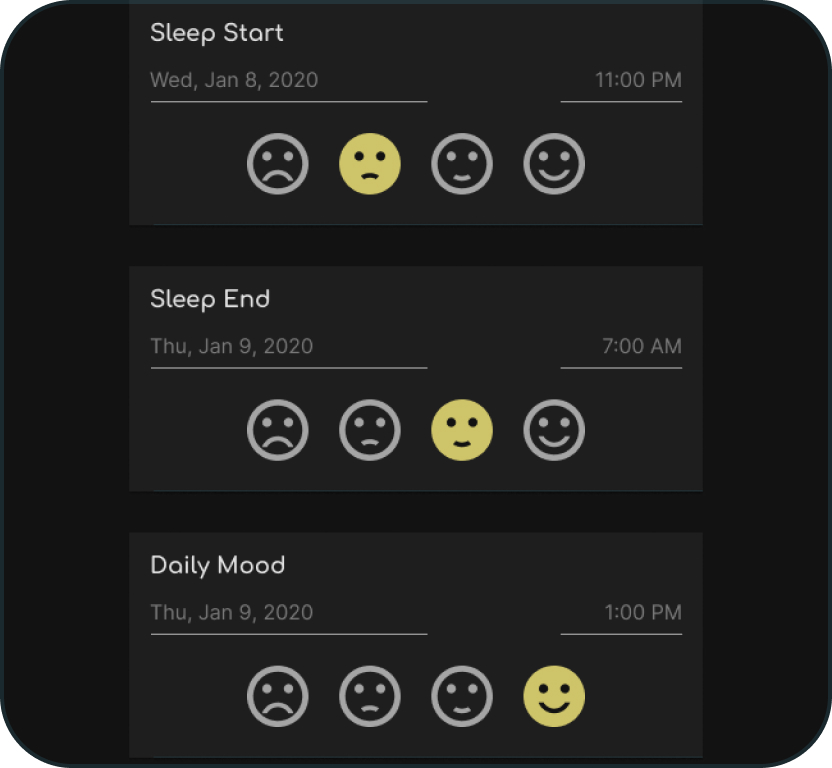 Sleep Start
Wed, Jan 8, 2020 11:00 PM
Sleep End
Thu, Jan 9, 2020 7:00 AM
Daily Mood
Thu, Jan 9, 2020 1:00 PM